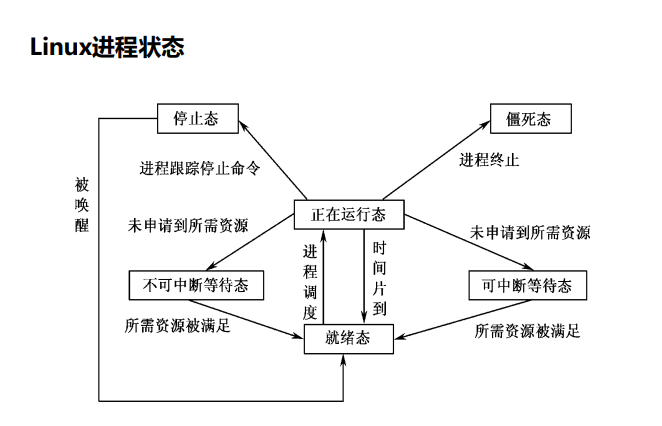 Linux进程状态
停止态
僵死态
进程跟踪停止命令
进程终止
被唤醒
正在运行态
未申请到所需资源
未申请到所需资源
进程调度
时间片到
不可中断等待态
可中断等待态
所需资源被满足
就绪态
所需资源被满足